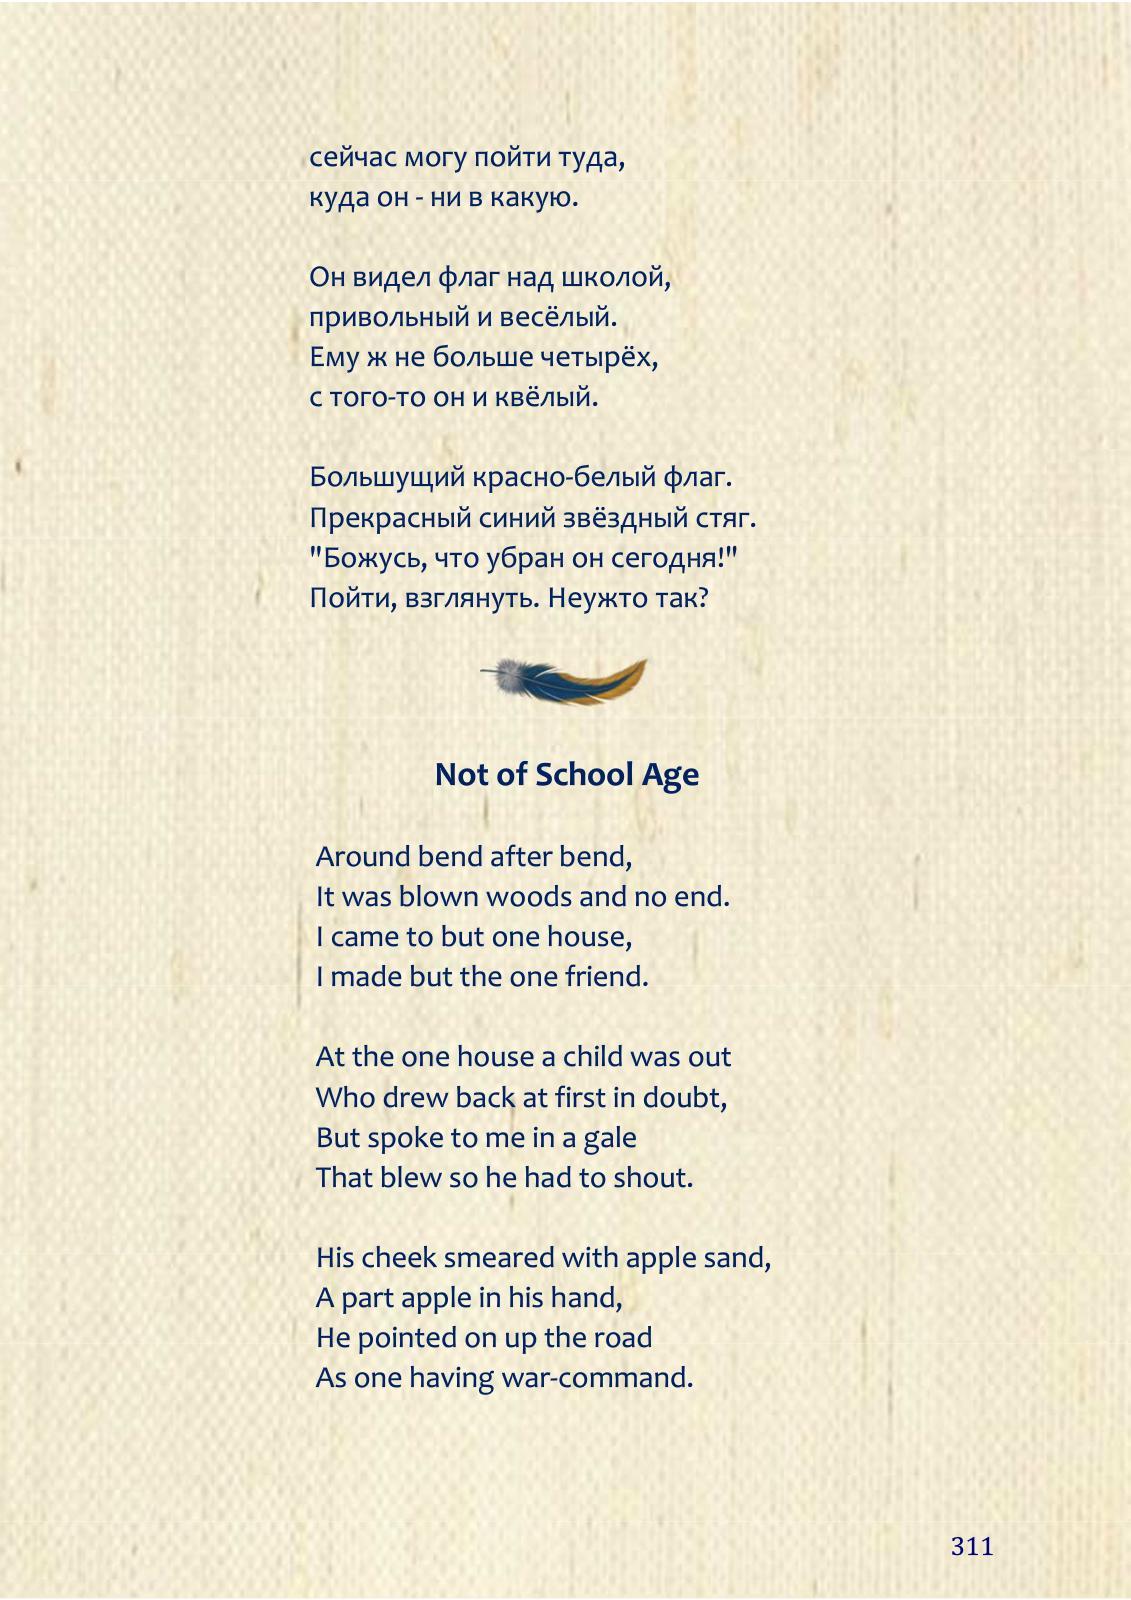 сейчас могу пойти туда,
куда он - ни в какую.
Он видел флаг над школой,
привольный и весёлый.
Ему ж не больше четырёх,
с того-то он и квёлый.
Большущий красно-белый флаг.
Прекрасный синий звёздный стяг.
"Божусь, что убран он сегодня!"
Пойти, взглянуть. Неужто так?
Not of School Age
Around bend after bend,
It was blown woods and no end.
I came to but one house,
I made but the one friend.
At the one house a child was out
Who drew back at first in doubt,
But spoke to me in a gale
That blew so he had to shout.
His cheek smeared with apple sand,
A part apple in his hand,
He pointed on up the road
As one having war-command.
311